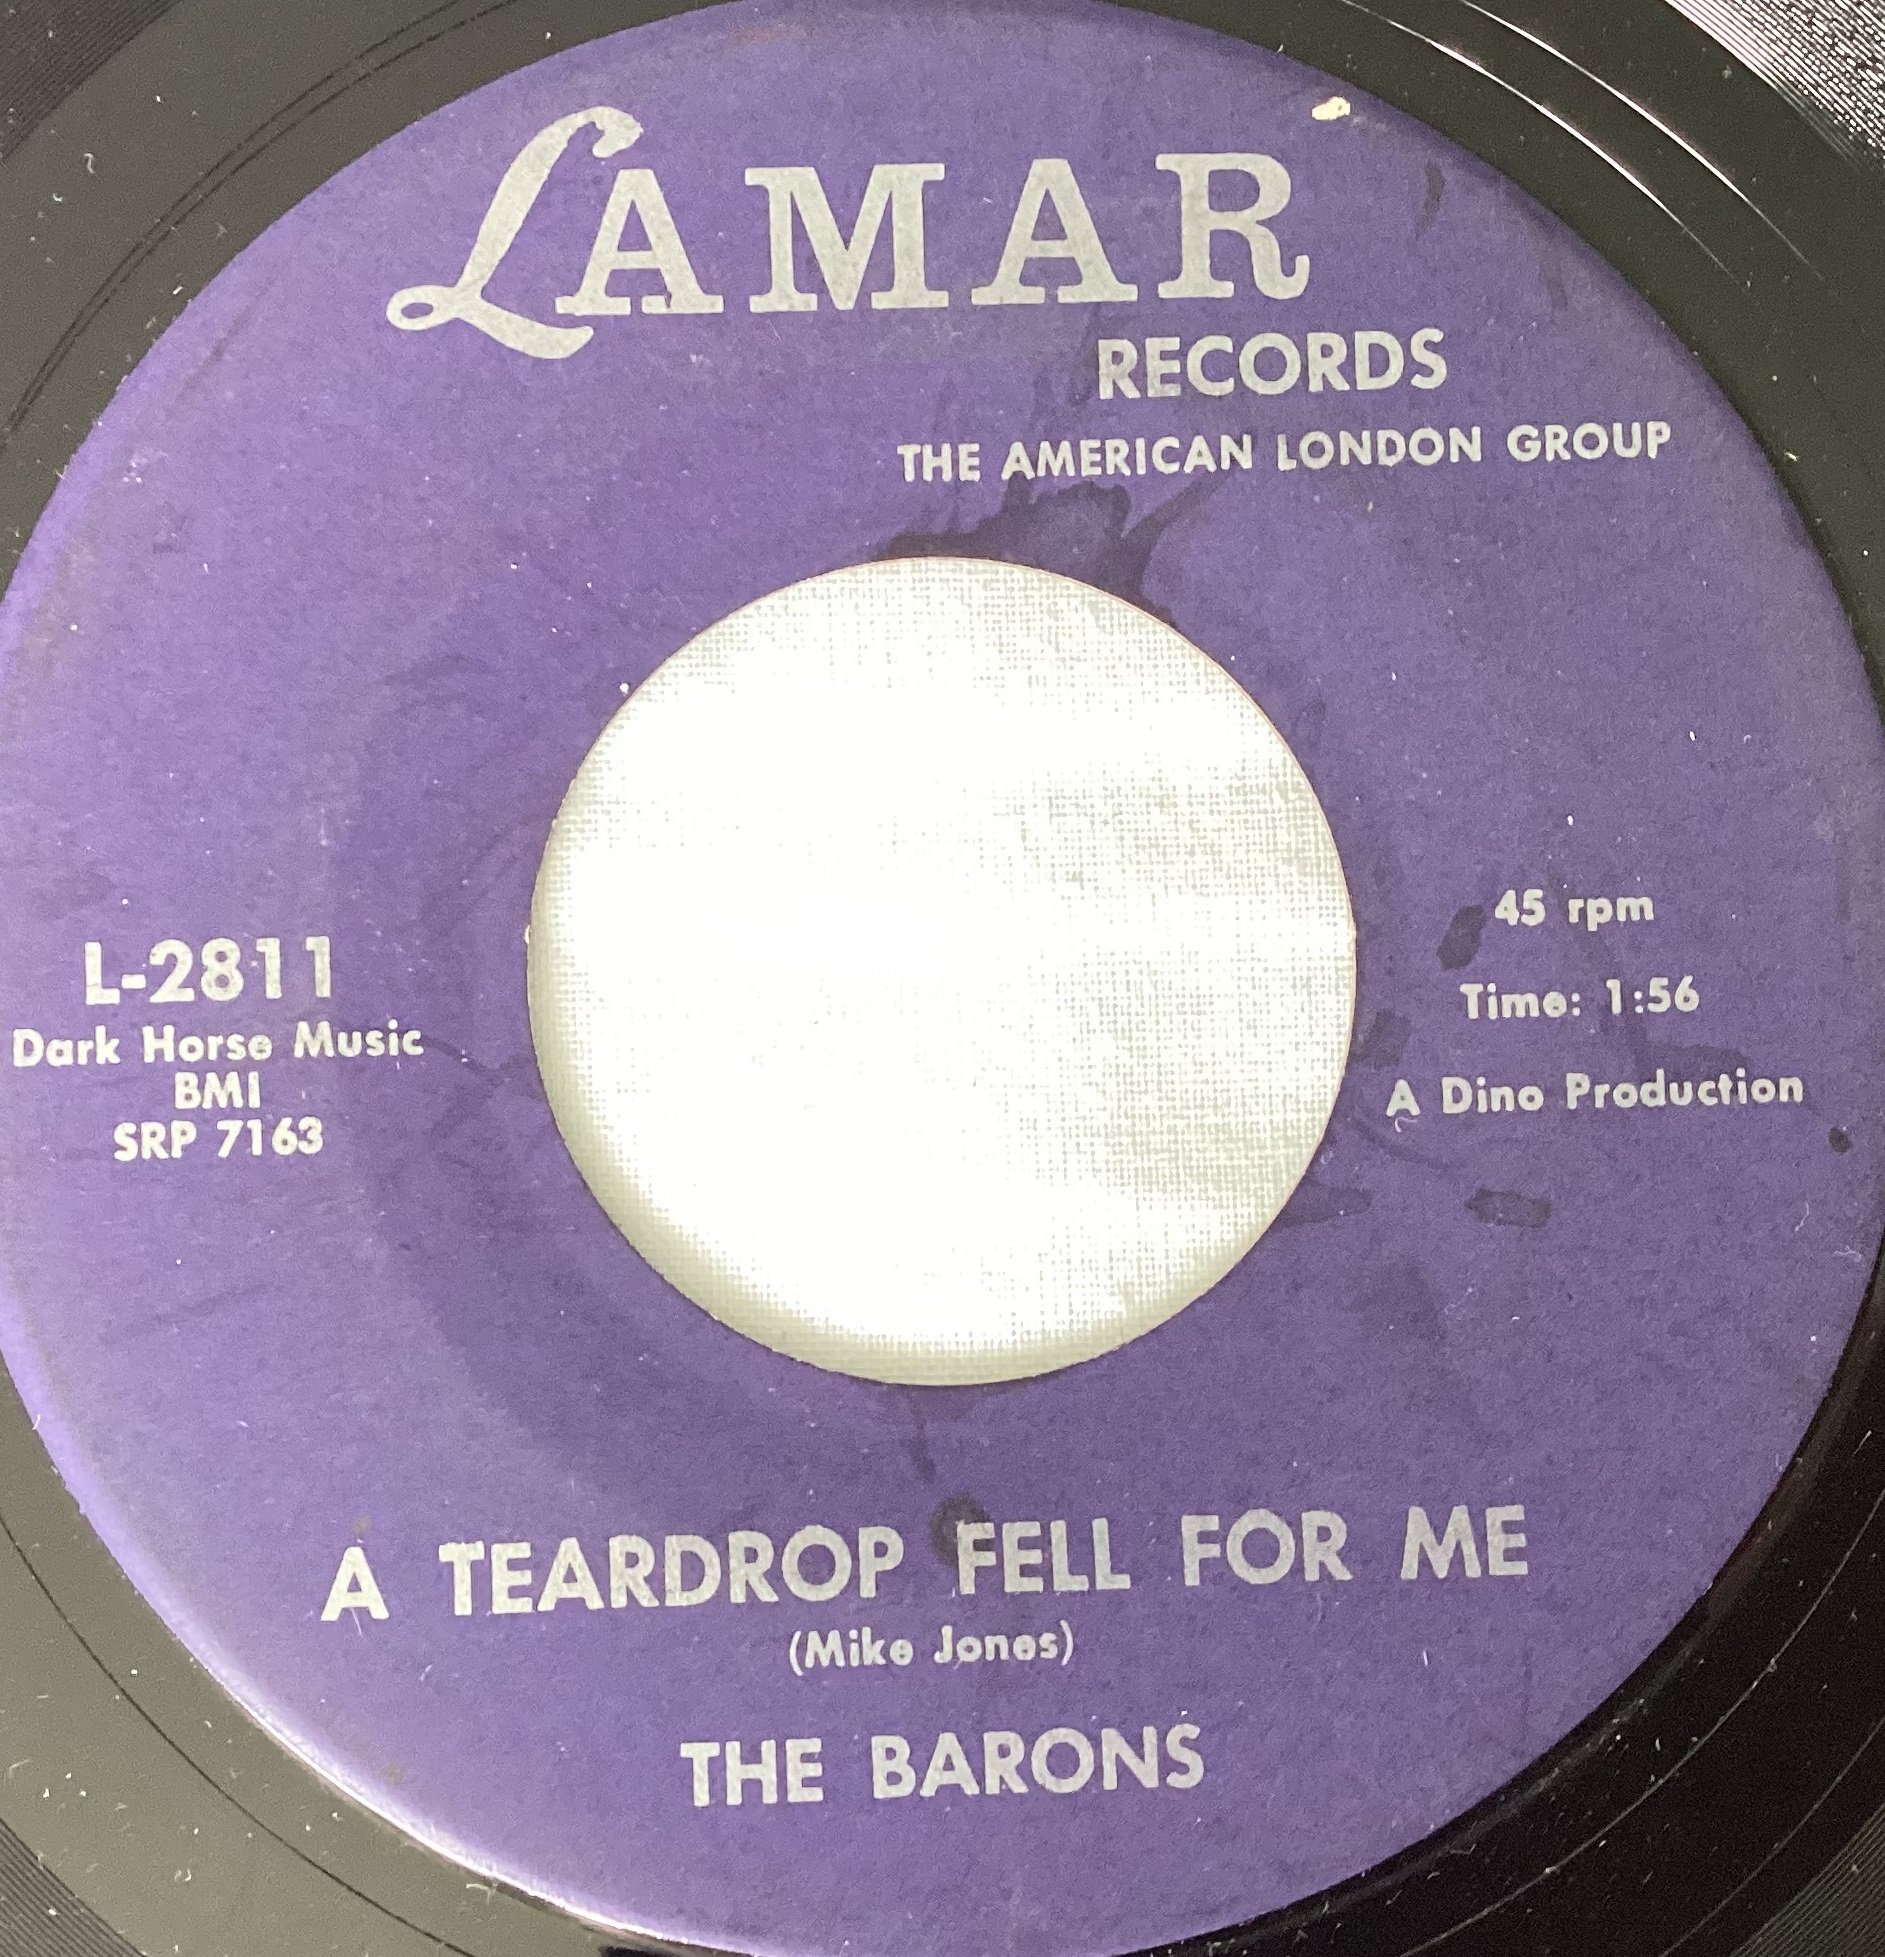 LAMAR
RECORDS
THE AMERICAN LONDON GROUP
L-2811
Dark Horse Music
BMI
SRP 7163
45 rpm
Time: 1:56
A Dino Production
A TEARDROP FELL FOR ME
(Mike Jones)
THE BARONS